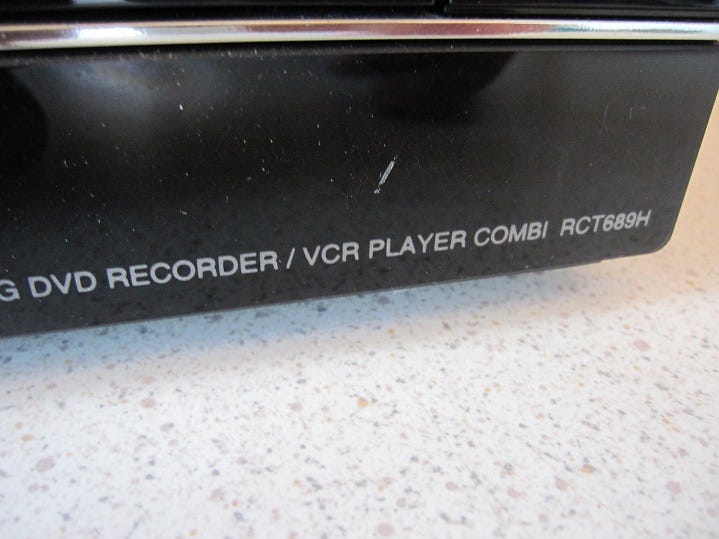 G DVD RECORDER / VCR PLAYER COMBI RCT689H